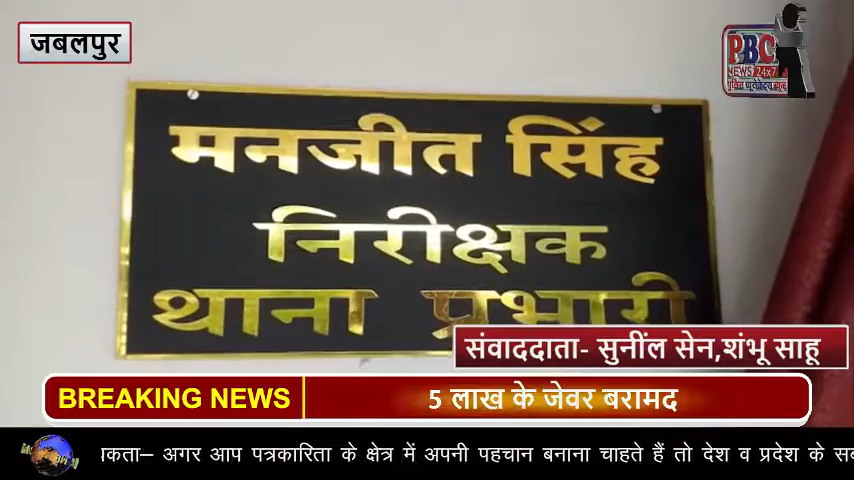 जबलपुर
PBC
NEWS 24x7
मनजीत सिंह
निरीक्षक
थाना प्रभारी
संवाददाता- सुनींल सेन,शंभू साहू
BREAKING NEWS
5 लाख के जेवर बरामद
कता– अगर आप पत्रकारिता के क्षेत्र में अपनी पहचान बनाना चाहते हैं तो देश व प्रदेश के